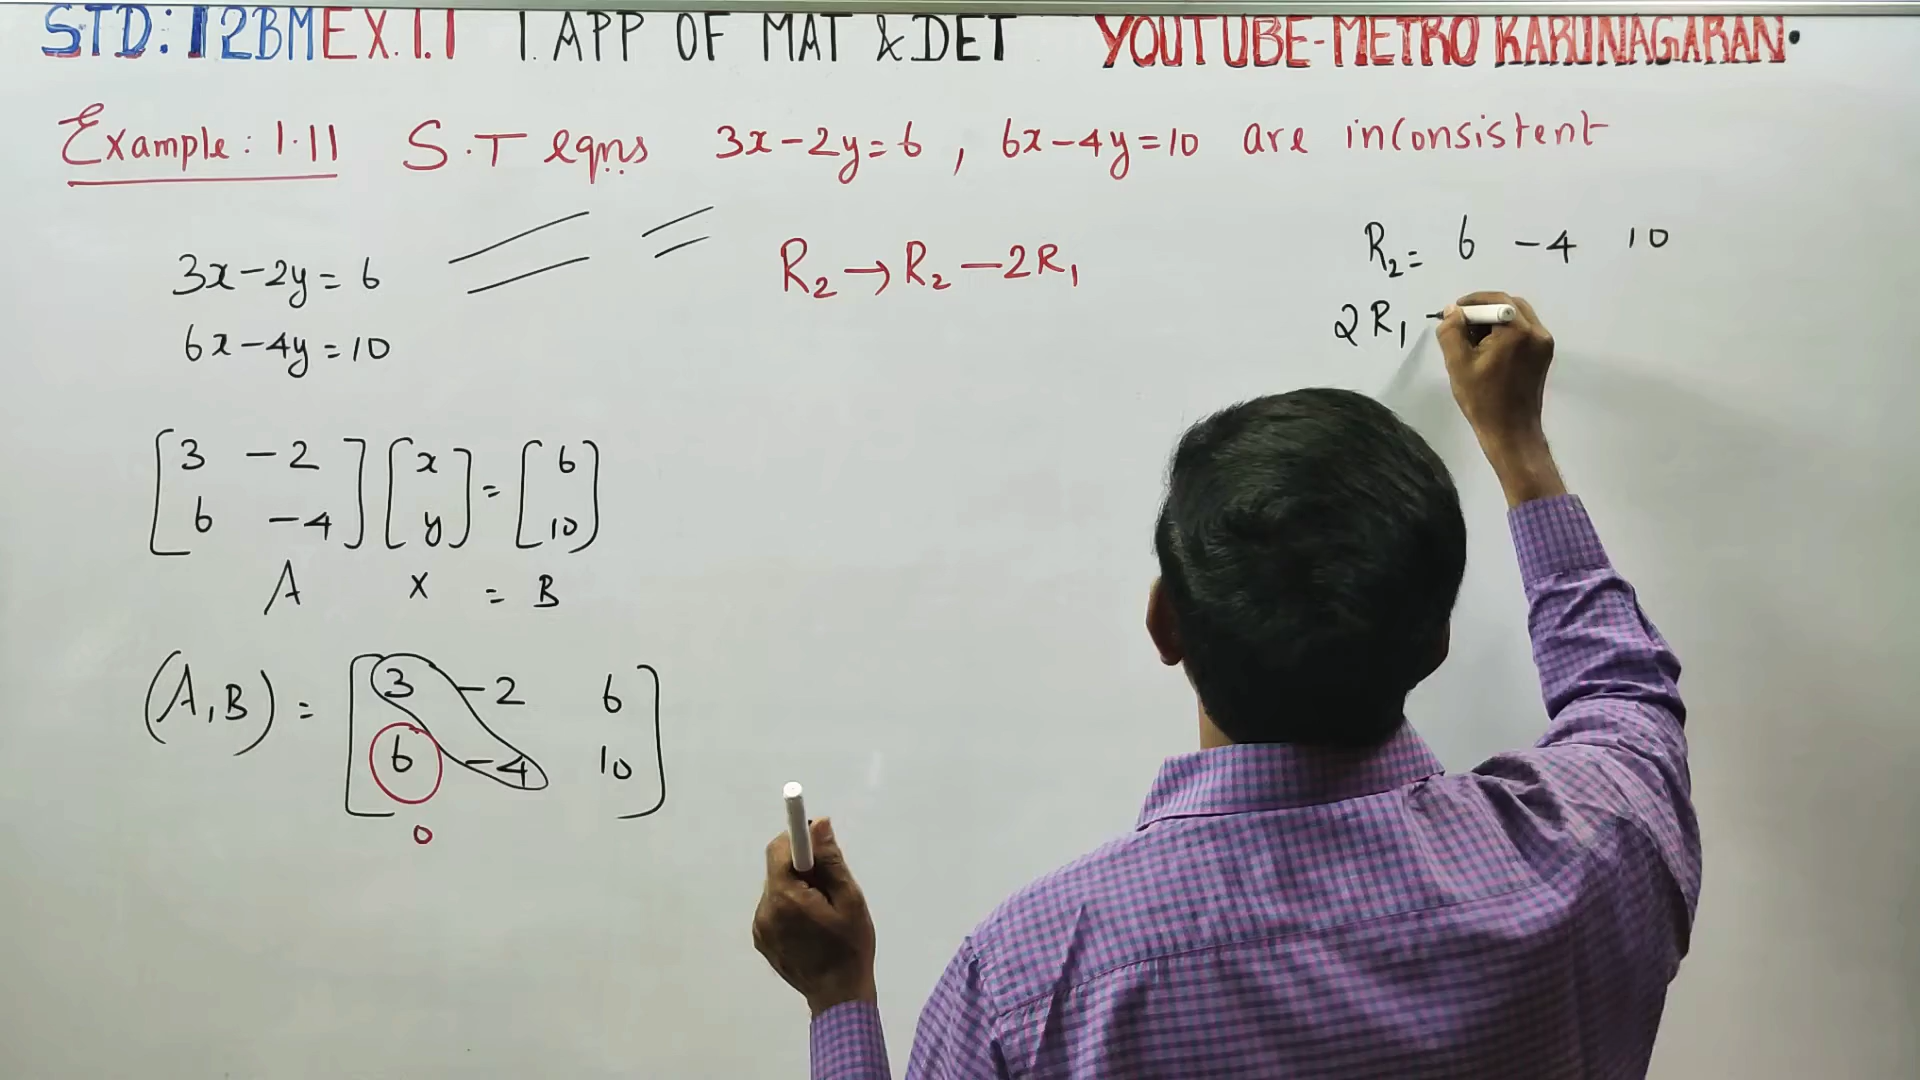 STD: 12BM EX.1.1 1. APP OF MAT & DET YOUTUBE-METRO KARUNAGARAN.
Example: 1.11 S.T eqns 3x-2y=6, 6x-4y=10 are inconsistent
3x-2y=6
6x-4y=10
[3 -2] [x] = [6]
[6 -4] [y] [10]
A X = B
(A,B) = [3 -2 6]
[6 -4 10]
0
R₂→R₂-2R₁
R₂= 6 -4 10
2R₁ -